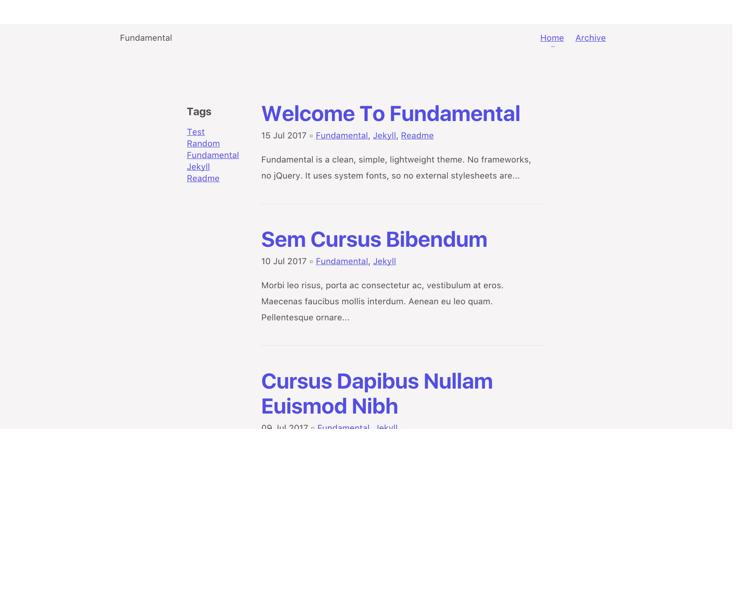 Fundamental
Home Archive
Tags
Test
Random
Fundamental
Jekyll
Readme
Welcome To Fundamental
15 Jul 2017 ▫ Fundamental, Jekyll, Readme
Fundamental is a clean, simple, lightweight theme. No frameworks,
no jQuery. It uses system fonts, so no external stylesheets are...
Sem Cursus Bibendum
10 Jul 2017 ▫ Fundamental, Jekyll
Morbi leo risus, porta ac consectetur ac, vestibulum at eros.
Maecenas faucibus mollis interdum. Aenean eu leo quam.
Pellentesque ornare...
Cursus Dapibus Nullam
Euismod Nibh
09 Jul 2017 ▫ Fundamental, Jekyll